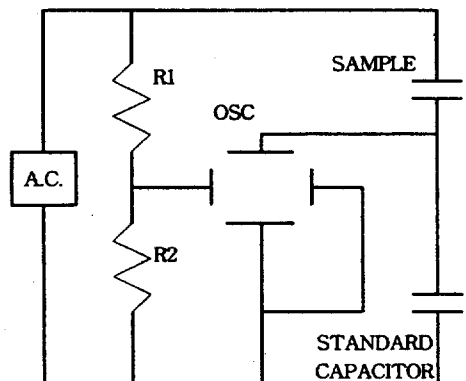 R1
SAMPLE
OSC
A.C.
R2
STANDARD
CAPACITOR